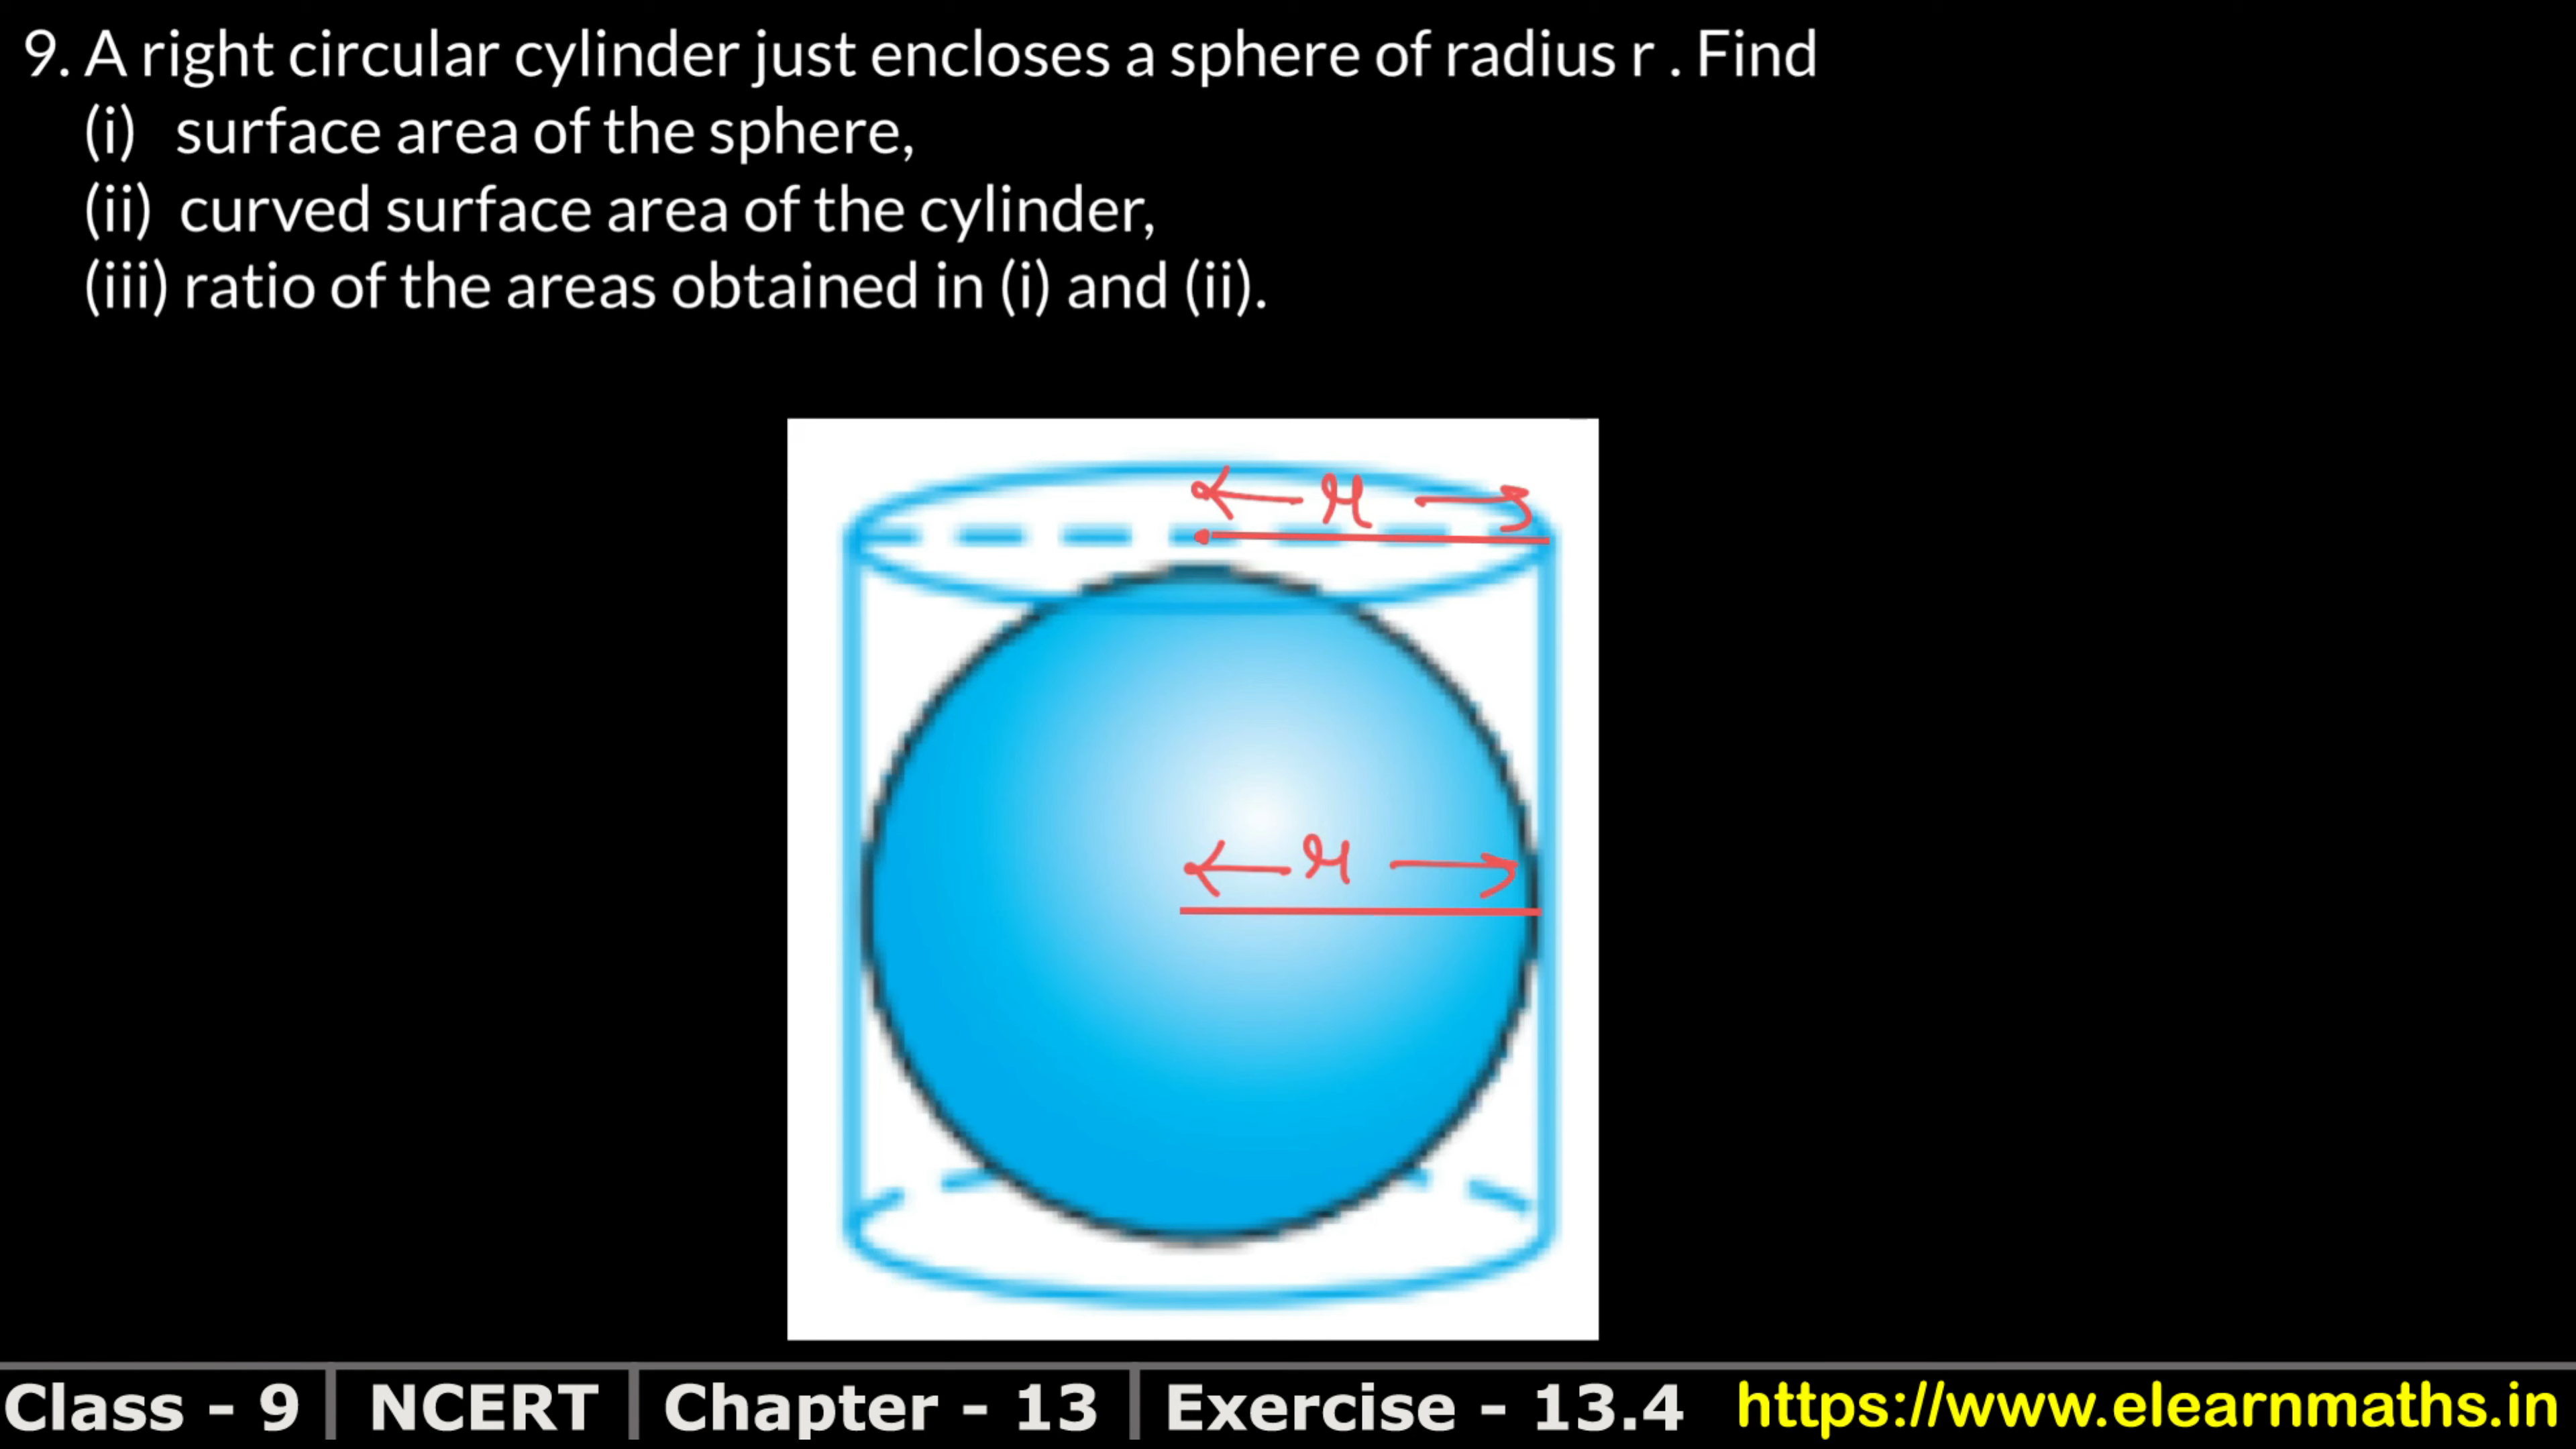 9. A right circular cylinder just encloses a sphere of radius r . Find
(i) surface area of the sphere,
(ii) curved surface area of the cylinder,
(iii) ratio of the areas obtained in (i) and (ii).
r
r
Class - 9 | NCERT | Chapter - 13 | Exercise - 13.4 https://www.elearnmaths.in